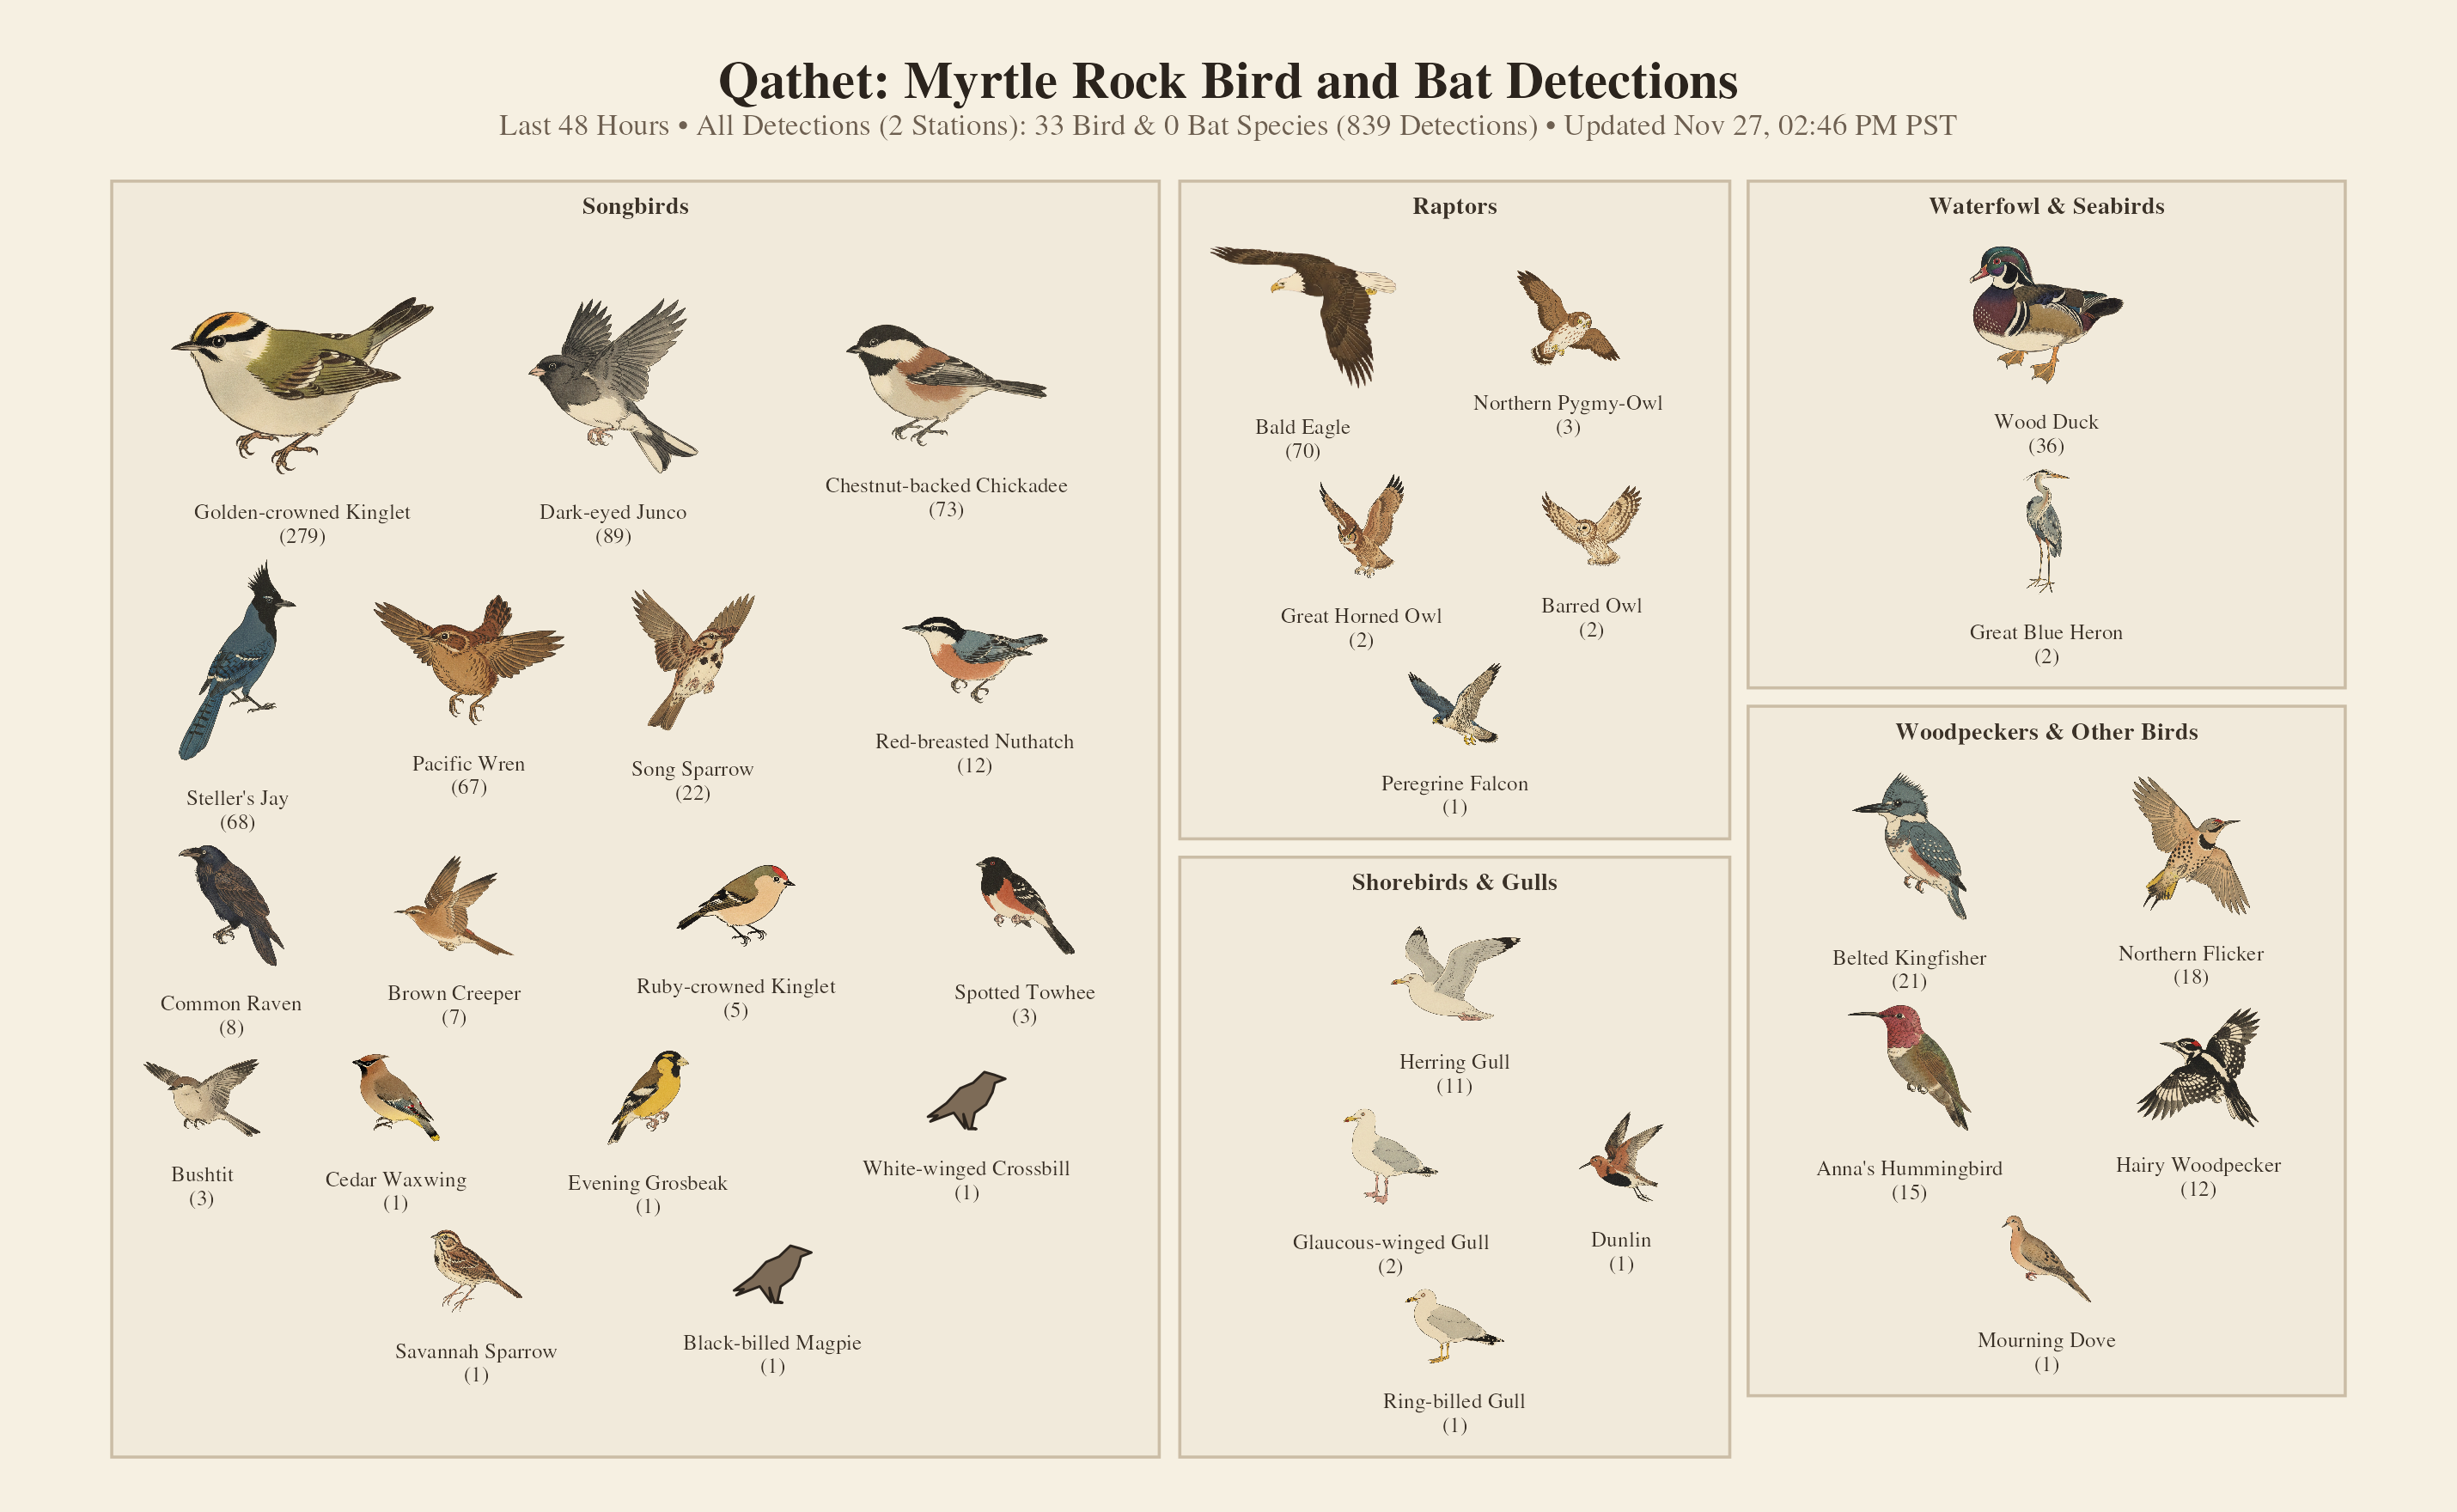 Qathet: Myrtle Rock Bird and Bat Detections
Last 48 Hours • All Detections (2 Stations): 33 Bird & 0 Bat Species (839 Detections) • Updated Nov 27, 02:46 PM PST
Songbirds
Golden-crowned Kinglet
(279)
Dark-eyed Junco
(89)
Chestnut-backed Chickadee
(73)
Steller's Jay
(68)
Pacific Wren
(67)
Song Sparrow
(22)
Red-breasted Nuthatch
(12)
Common Raven
(8)
Brown Creeper
(7)
Ruby-crowned Kinglet
(5)
Spotted Towhee
(3)
Bushtit
(3)
Cedar Waxwing
(1)
Evening Grosbeak
(1)
White-winged Crossbill
(1)
Savannah Sparrow
(1)
Black-billed Magpie
(1)
Raptors
Bald Eagle
(70)
Northern Pygmy-Owl
(3)
Great Horned Owl
(2)
Barred Owl
(2)
Peregrine Falcon
(1)
Shorebirds & Gulls
Herring Gull
(11)
Glaucous-winged Gull
(2)
Dunlin
(1)
Ring-billed Gull
(1)
Waterfowl & Seabirds
Wood Duck
(36)
Great Blue Heron
(2)
Woodpeckers & Other Birds
Belted Kingfisher
(21)
Northern Flicker
(18)
Anna's Hummingbird
(15)
Hairy Woodpecker
(12)
Mourning Dove
(1)